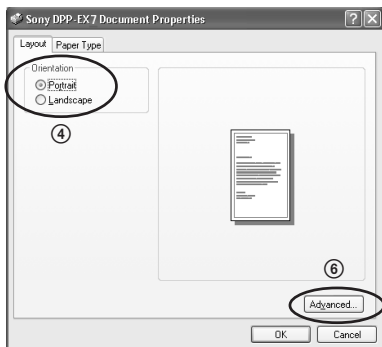 Sony DPP-EX7 Document Properties
Layout Paper Type
Orientation
Portrait
Landscape
④
⑥
Advanced...
OK Cancel